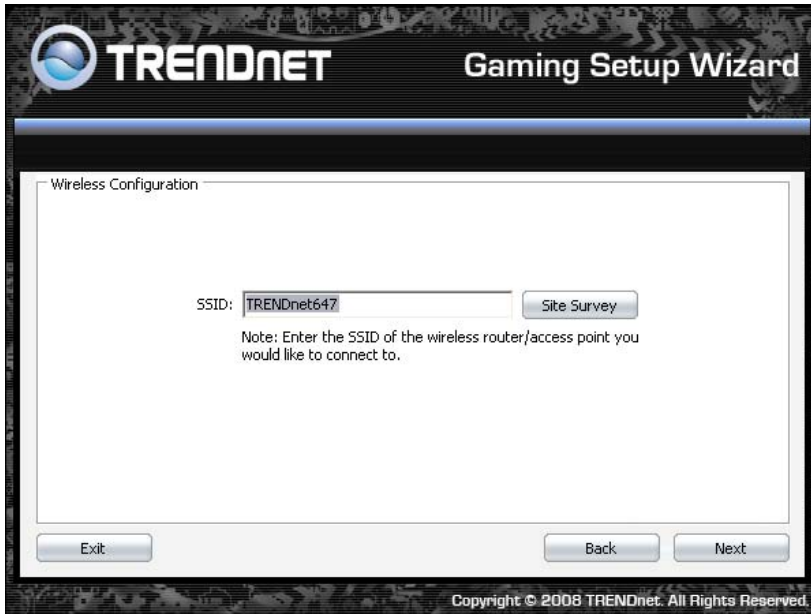 TRENDNET
Gaming Setup Wizard
Wireless Configuration
SSID: TRENDnet647 Site Survey
Note: Enter the SSID of the wireless router/access point you
would like to connect to.
Exit Back Next
Copyright © 2008 TRENDnet. All Rights Reserved